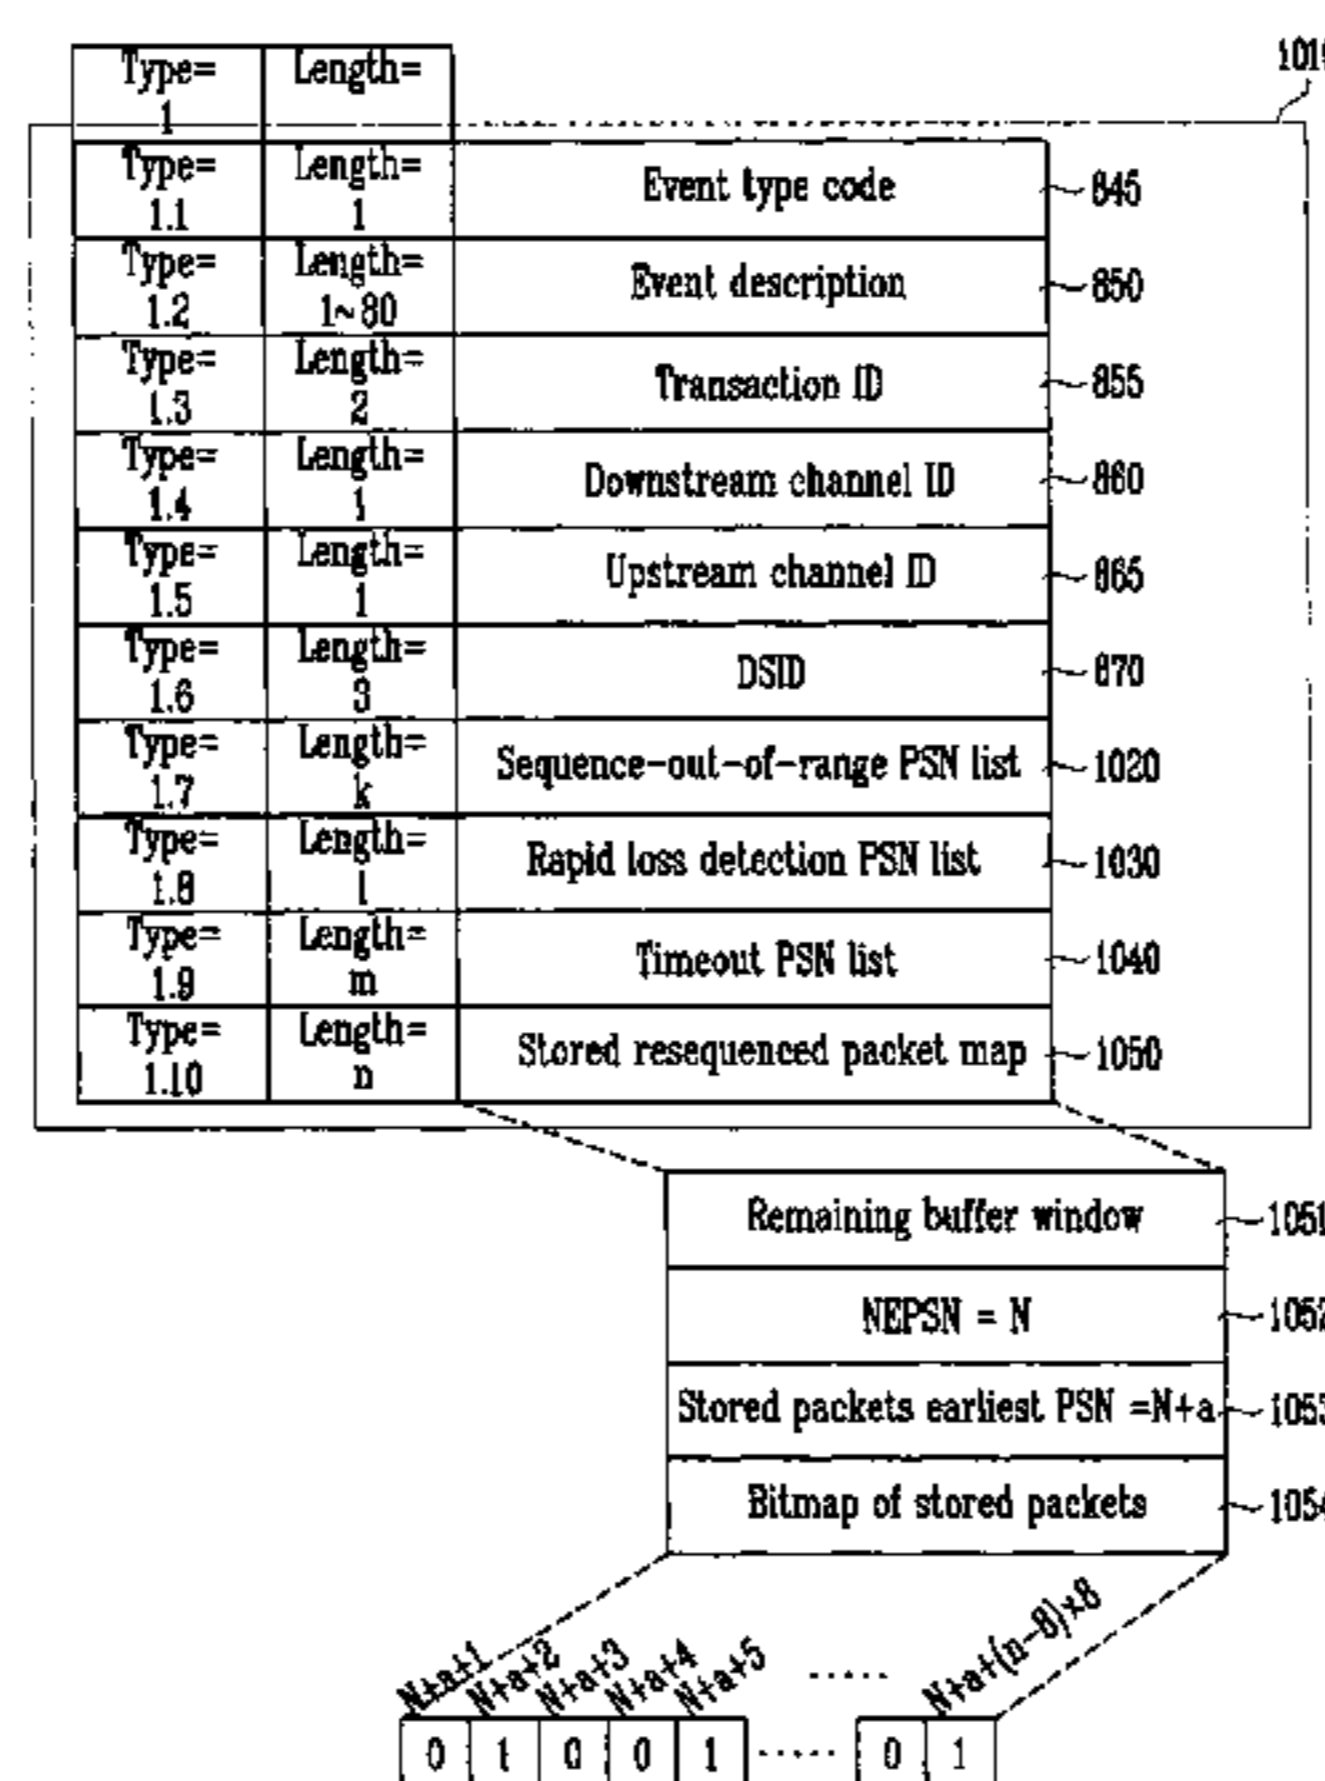 Type= 1 Length=
101
Type= 1.1 Length= 1 Event type code 845
Type= 1.2 Length= 1~80 Event description 850
Type= 1.3 Length= 2 Transaction ID 855
Type= 1.4 Length= 1 Downstream channel ID 860
Type= 1.5 Length= 1 Upstream channel ID 865
Type= 1.6 Length= 3 DSID 870
Type= 1.7 Length= k Sequence-out-of-range PSN list 1020
Type= 1.8 Length= l Rapid loss detection PSN list 1030
Type= 1.9 Length= m Timeout PSN list 1040
Type= 1.10 Length= n Stored resequenced packet map 1050
Remaining buffer window 1051
NEPSN = N 1052
Stored packets earliest PSN =N+a 1053
Bitmap of stored packets 1054
N+a+1 N+a+2 N+a+3 N+a+4 N+a+5 ..... N+a+(n-8)×8
0 1 0 0 1 ..... 0 1